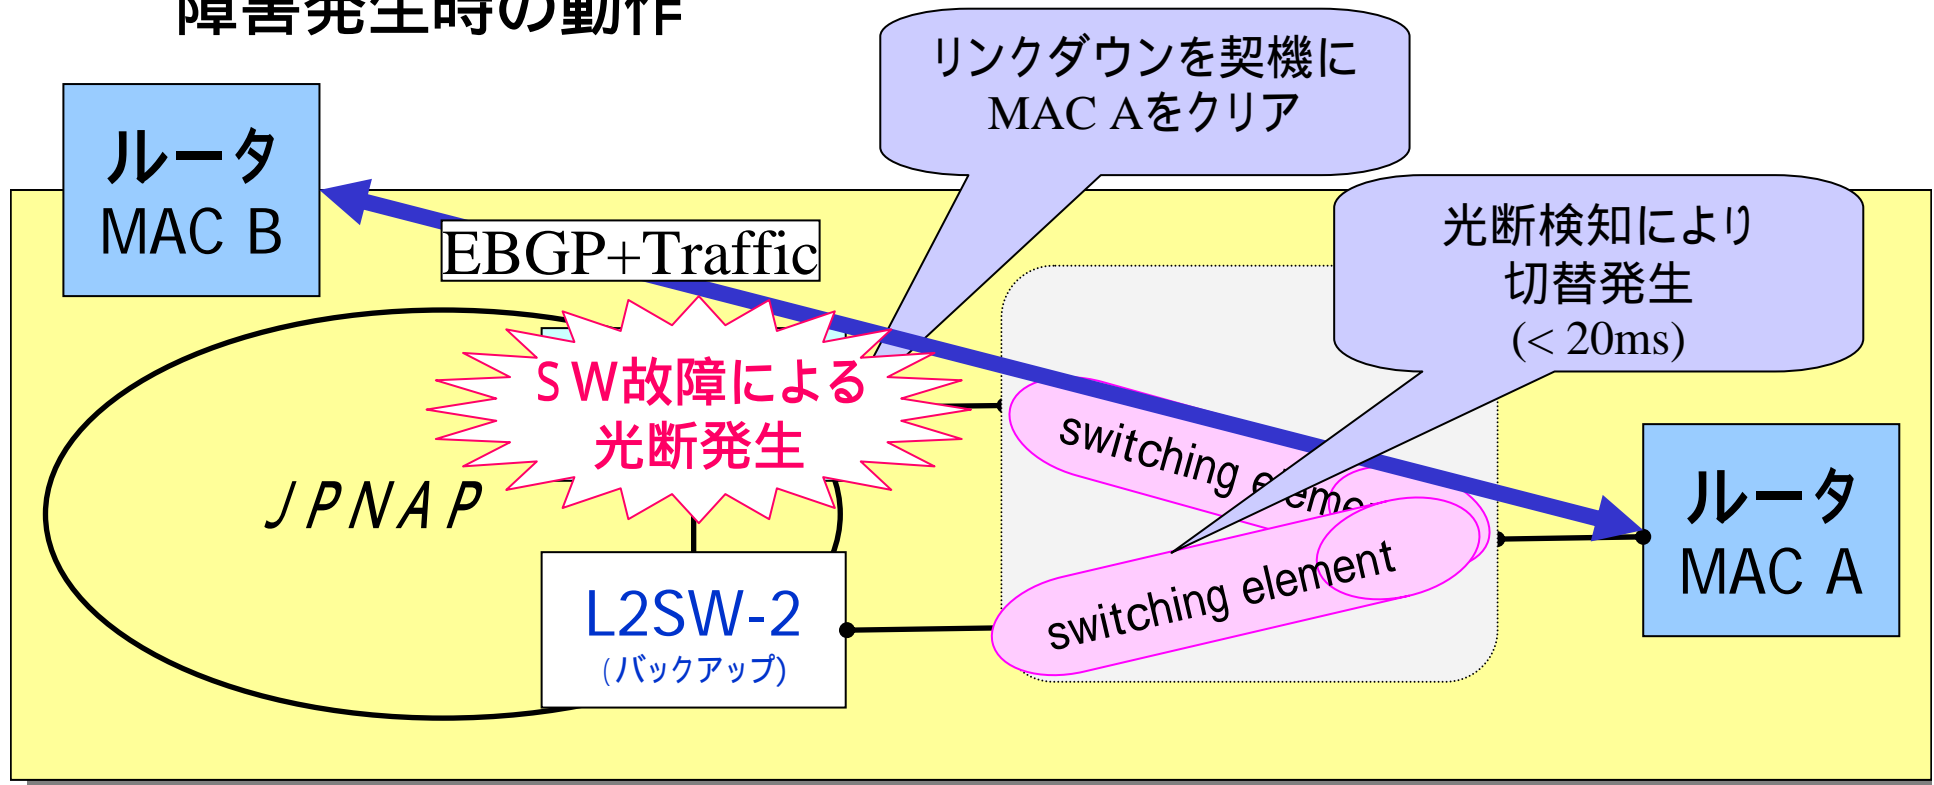 障害発生時の動作
リンクダウンを契機に
MAC Aをクリア
ルータ
MAC B
光断検知により
切替発生
(< 20ms)
EBGP+Traffic
SW故障による
光断発生
switching eleme
JPNAP
ルータ
MAC A
switching element
L2SW-2
(バックアップ)